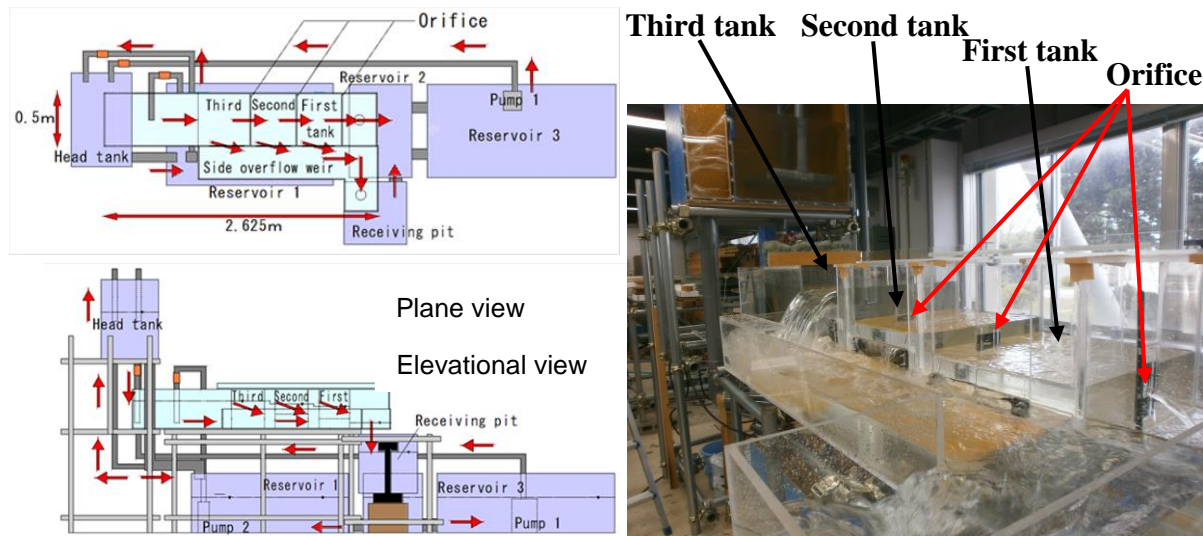 Orifice
Reservoir 2
Third
Second
First
tank
Pump 1
0.5m
Reservoir 3
Head tank
Side overflow weir
Reservoir 1
2.625m
Receiving pit
Plane view
Elevational view
Head tank
Third
Second
First
Receiving pit
Reservoir 1
Reservoir 3
Pump 2
Pump 1
Third tank
Second tank
First tank
Orifice